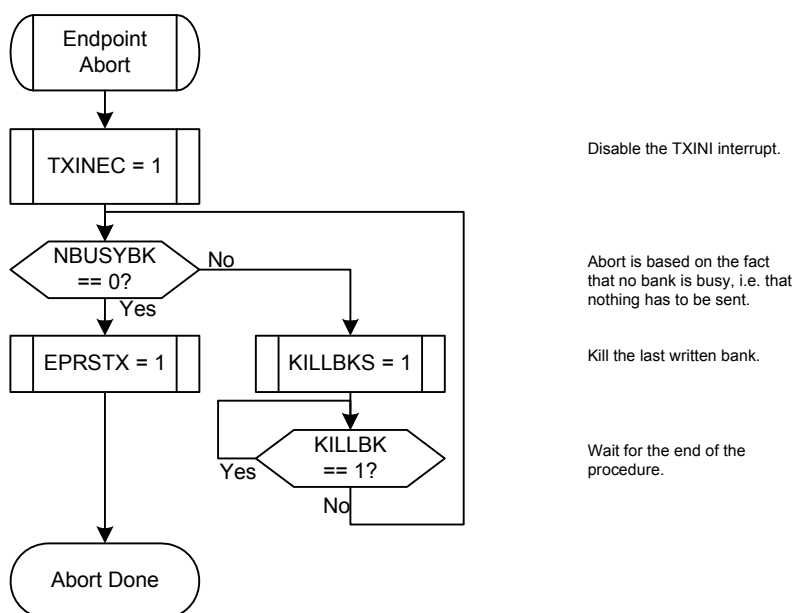 Endpoint
Abort
TXINEC = 1
Disable the TXINI interrupt.
NBUSYBK
== 0?
No
Yes
Abort is based on the fact
that no bank is busy, i.e. that
nothing has to be sent.
EPRSTX = 1
KILLBKS = 1
Kill the last written bank.
KILLBK
== 1?
Yes
No
Wait for the end of the
procedure.
Abort Done